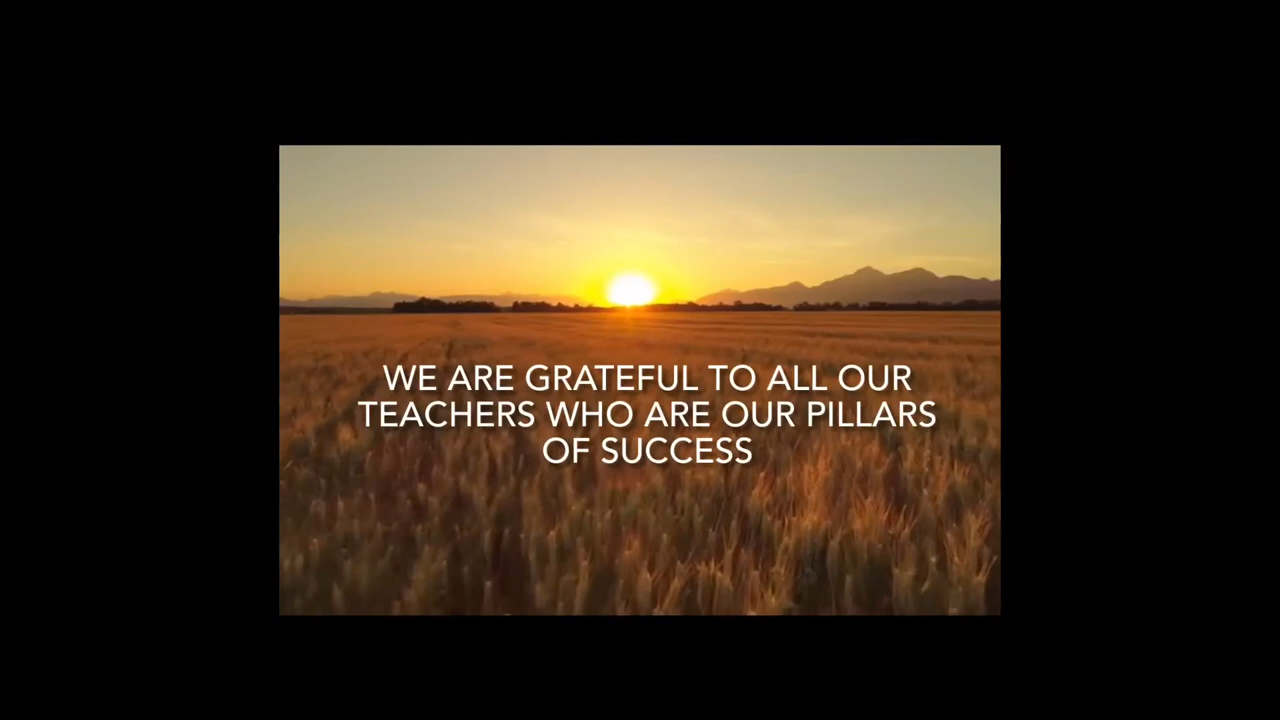 WE ARE GRATEFUL TO ALL OUR
TEACHERS WHO ARE OUR PILLARS
OF SUCCESS